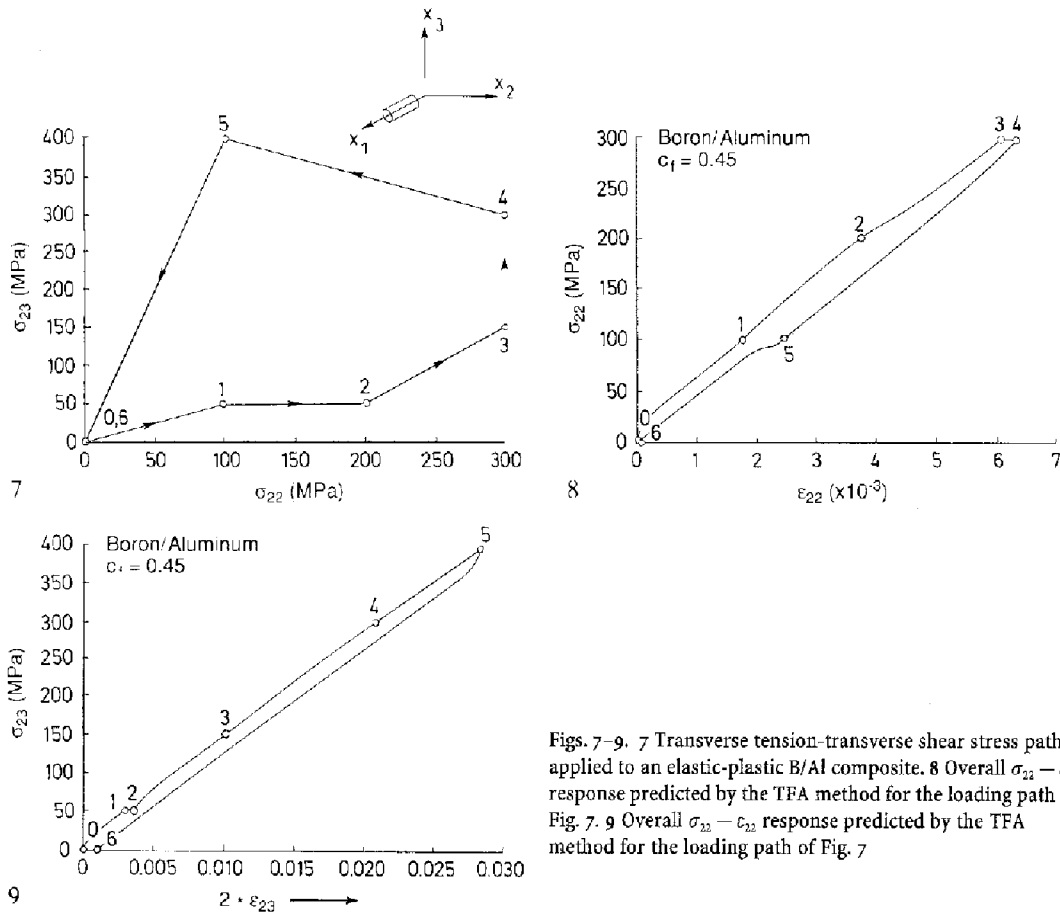 x3
x2
x1
400
350
300
250
200
150
100
50
0
σ23 (MPa)
5
4
3
1
2
0,6
0 50 100 150 200 250 300
σ22 (MPa)
7
Boron/Aluminum
cf = 0.45
300
250
200
150
100
50
0
σ22 (MPa)
3 4
2
1
5
0
6
0 1 2 3 4 5 6 7
ε22 (x10-3)
8
Boron/Aluminum
= 0.45
400
350
300
250
200
150
100
50
0
σ23 (MPa)
5
4
3
1 2
0
6
0 0.005 0.010 0.015 0.020 0.025 0.030
2 * ε23
9
Figs. 7–9. 7 Transverse tension-transverse shear stress path
applied to an elastic-plastic B/Al composite. 8 Overall σ22 –
response predicted by the TFA method for the loading path
Fig. 7. 9 Overall σ22 – ε22 response predicted by the TFA
method for the loading path of Fig. 7